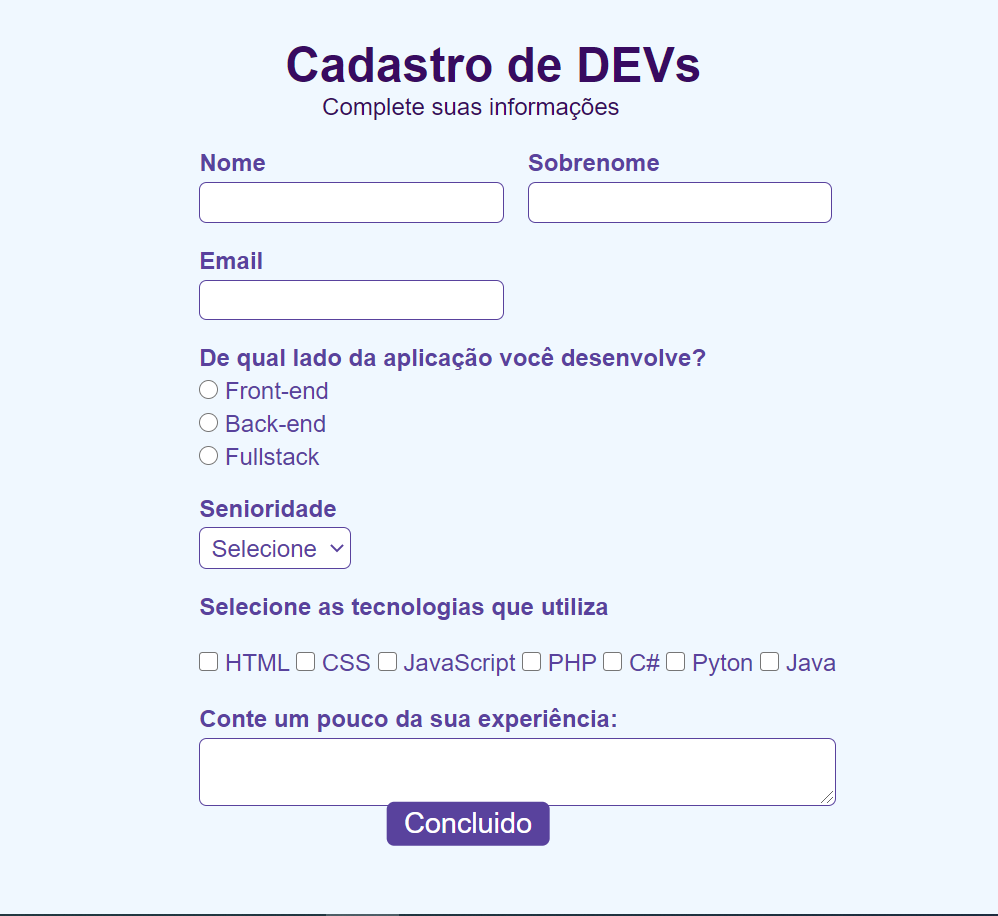 Cadastro de DEVs
Complete suas informações
Nome Sobrenome
Email
De qual lado da aplicação você desenvolve?
Front-end
Back-end
Fullstack
Senioridade
Selecione
Selecione as tecnologias que utiliza
HTML CSS JavaScript PHP C# Pyton Java
Conte um pouco da sua experiência:
Concluido